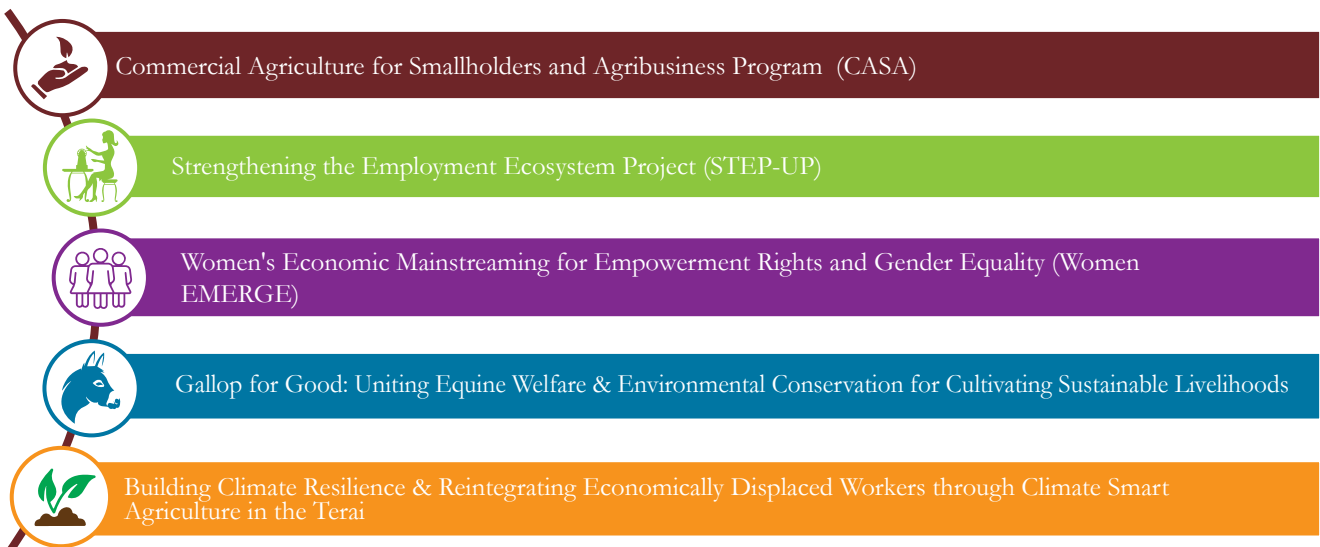 Commercial Agriculture for Smallholders and Agribusiness Program  (CASA)
Strengthening the Employment Ecosystem Project (STEP-UP)
Women's Economic Mainstreaming for Empowerment Rights and Gender Equality (Women
EMERGE)
Gallop for Good: Uniting Equine Welfare & Environmental Conservation for Cultivating Sustainable Livelihoods
Building Climate Resilience & Reintegrating Economically Displaced Workers through Climate Smart
Agriculture in the Terai